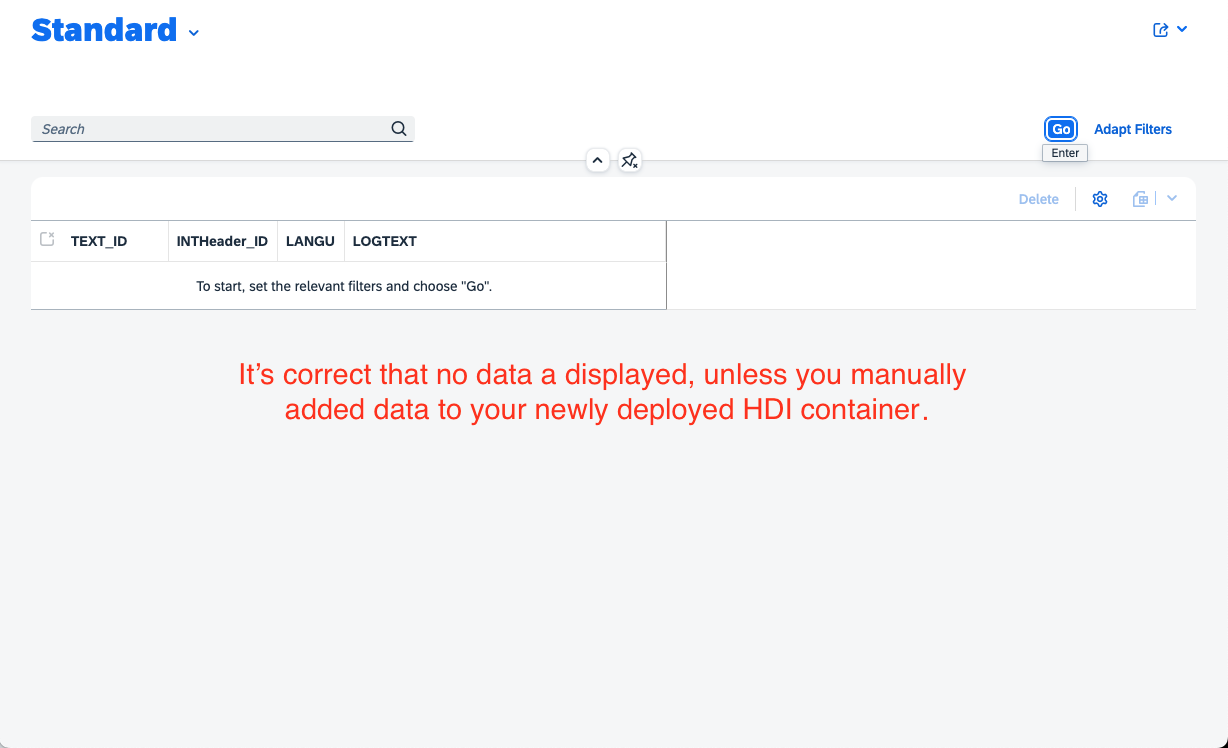 Standard
Search
Go
Adapt Filters
Enter
Delete
TEXT_ID INTHeader_ID LANGU LOGTEXT
To start, set the relevant filters and choose "Go".
It’s correct that no data a displayed, unless you manually
added data to your newly deployed HDI container.